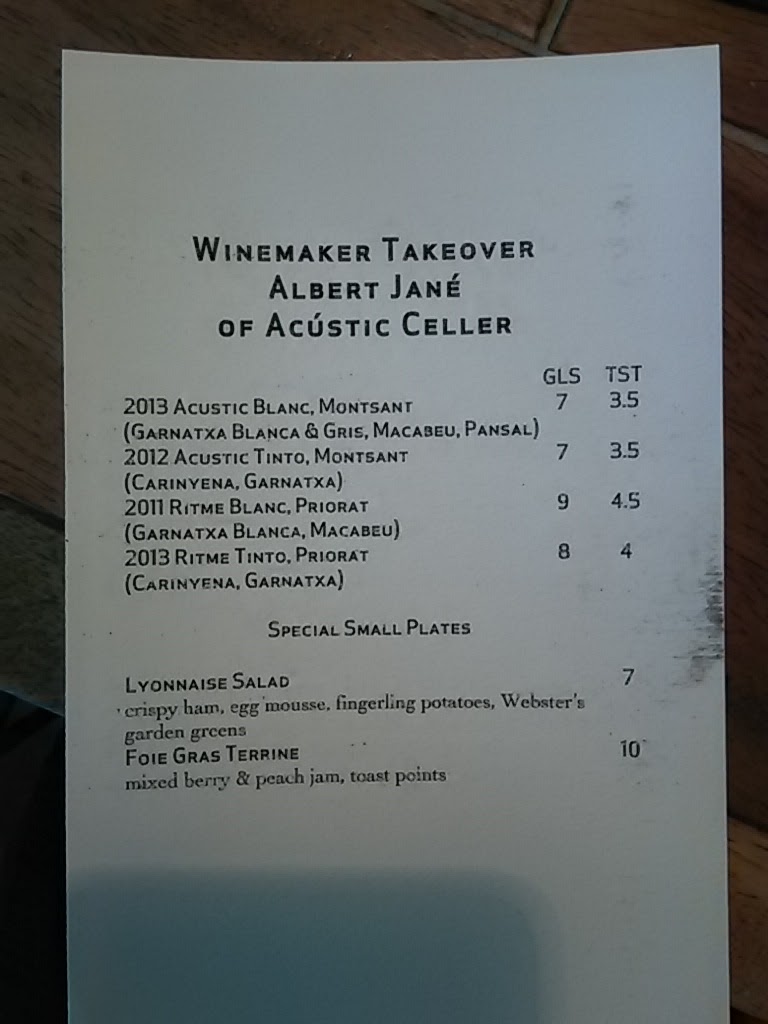 Winemaker Takeover
Albert Jané
of Acústic Celler
GLS TST
2013 Acustic Blanc, Montsant 7 3.5
(Garnatxa Blanca & Gris, Macabeu, Pansal)
2012 Acustic Tinto, Montsant 7 3.5
(Carinyena, Garnatxa)
2011 Ritme Blanc, Priorat 9 4.5
(Garnatxa Blanca, Macabeu)
2013 Ritme Tinto, Priorat 8 4
(Carinyena, Garnatxa)
Special Small Plates
Lyonnaise Salad 7
crispy ham, egg mousse, fingerling potatoes, Webster's
garden greens
Foie Gras Terrine 10
mixed berry & peach jam, toast points